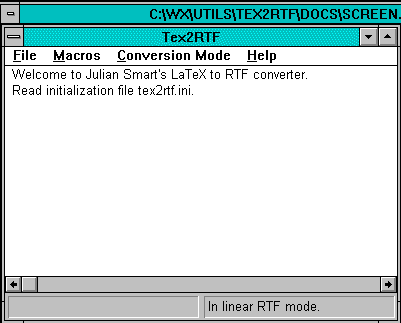 C:\WX\UTILS\TEX2RTF\DOCS\SCREEN.
Tex2RTF
File Macros Conversion Mode Help
Welcome to Julian Smart's LaTeX to RTF converter.
Read initialization file tex2rtf.ini.
In linear RTF mode.